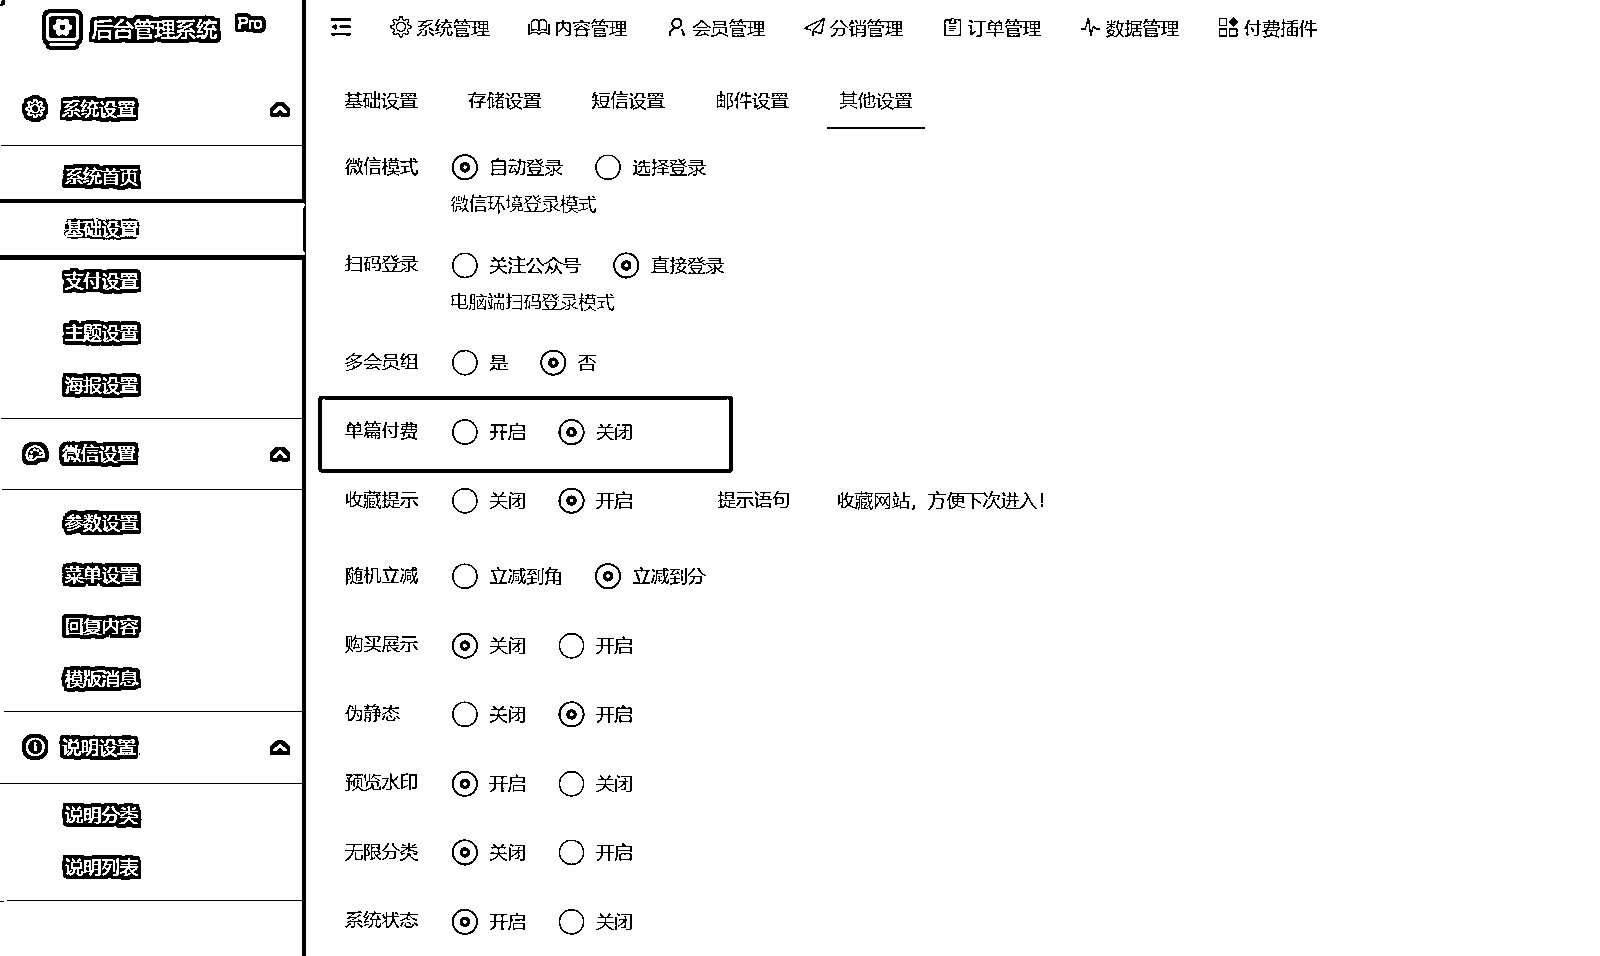 后台管理系统 Pro
系统管理 内容管理 会员管理 分销管理 订单管理 数据管理 付费插件
系统设置
系统首页
基础设置
支付设置
主题设置
海报设置
微信设置
参数设置
菜单设置
回复内容
模版消息
说明设置
说明分类
说明列表
基础设置 存储设置 短信设置 邮件设置 其他设置
微信模式 自动登录 选择登录
微信环境登录模式
扫码登录 关注公众号 直接登录
电脑端扫码登录模式
多会员组 是 否
单篇付费 开启 关闭
收藏提示 关闭 开启 提示语句 收藏网站，方便下次进入！
随机立减 立减到角 立减到分
购买展示 关闭 开启
伪静态 关闭 开启
预览水印 开启 关闭
无限分类 关闭 开启
系统状态 开启 关闭